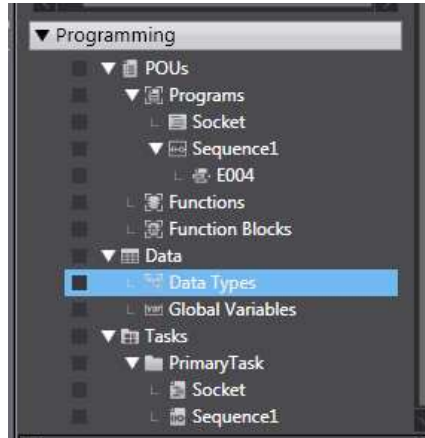 Programming
POUs
Programs
Socket
Sequence1
E004
Functions
Function Blocks
Data
Data Types
Global Variables
Tasks
PrimaryTask
Socket
Sequence1